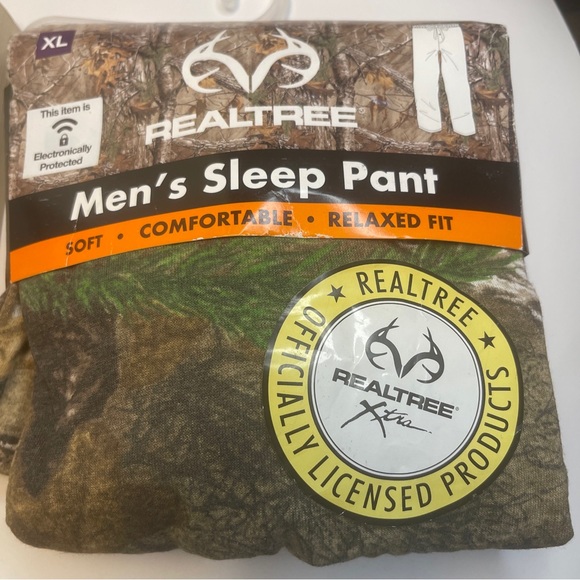 XL
This item is
Electronically
Protected
REALTREE®
Men's Sleep Pant
SOFT • COMFORTABLE • RELAXED FIT
★ REALTREE ★
OFFICIALLY LICENSED PRODUCTS
REALTREE®
Xtra